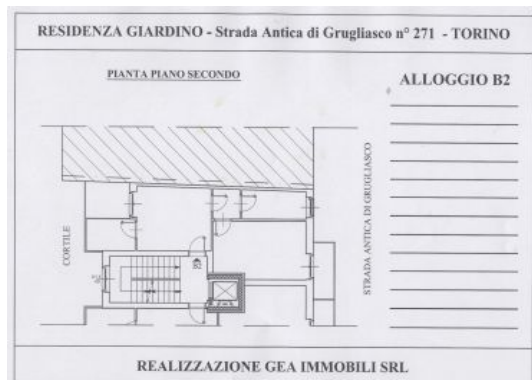 RESIDENZA GIARDINO - Strada Antica di Grugliasco n° 271 - TORINO
PIANTA PIANO SECONDO
ALLOGGIO B2
CORTILE
STRADA ANTICA DI GRUGLIASCO
REALIZZAZIONE GEA IMMOBILI SRL